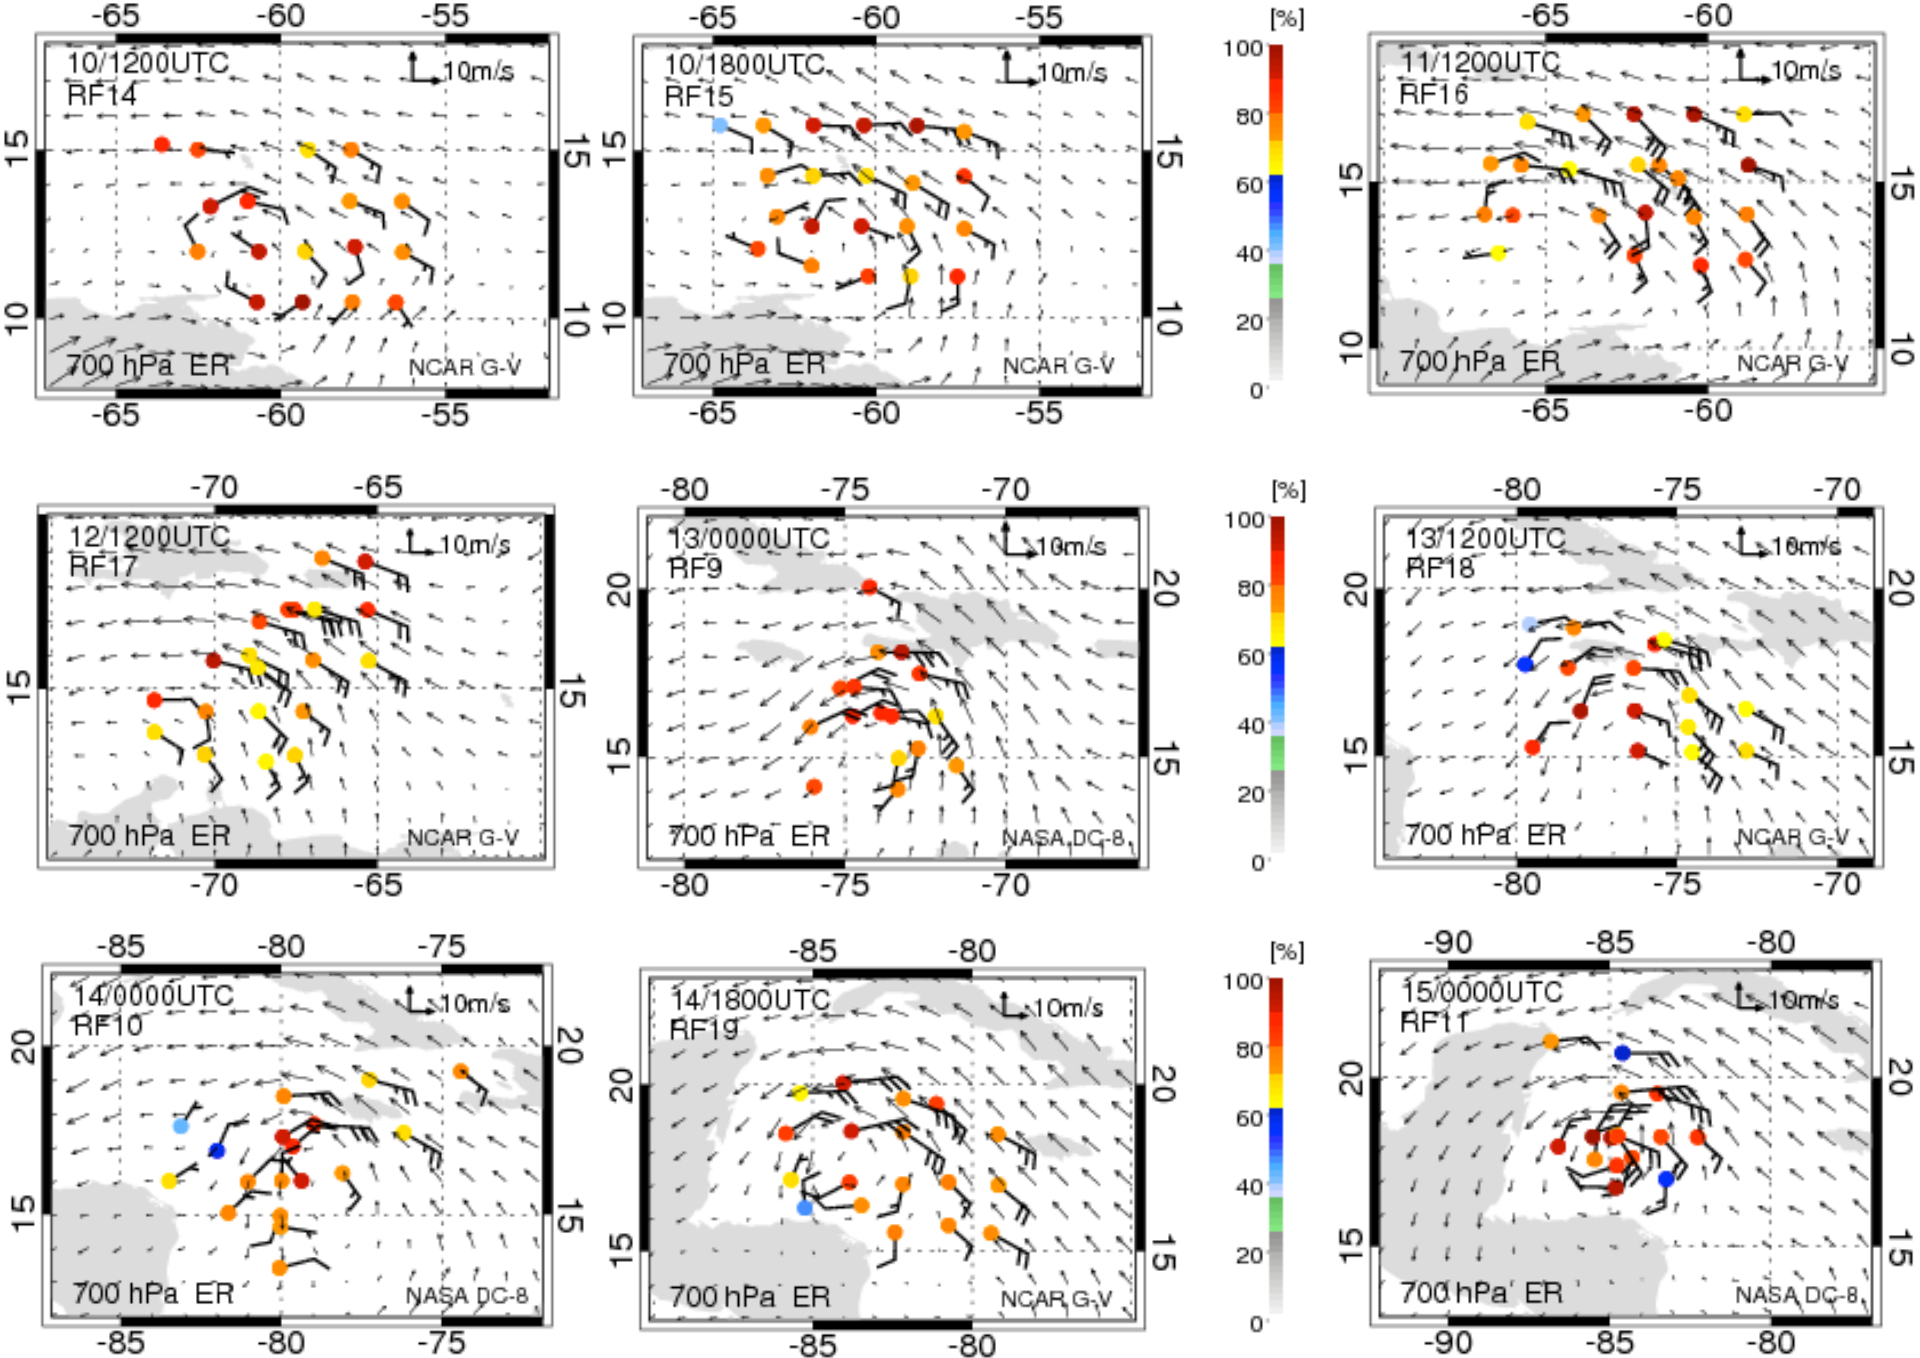 -65 -60 -55
10/1200UTC
RF14
10m/s
15 15
10 10
700 hPa ER
NCAR G-V
-65 -60 -55
-65 -60 -55
10/1800UTC
RF15
10m/s
15 15
10 10
700 hPa ER
NCAR G-V
-65 -60 -55
[%]
100
80
60
40
20
0
-65 -60
11/1200UTC
RF16
10m/s
15 15
10 10
700 hPa ER
NCAR G-V
-65 -60
-70 -65
12/1200UTC
RF17
10m/s
15 15
700 hPa ER
NCAR G-V
-70 -65
-80 -75 -70
13/0000UTC
RF9
10m/s
20 20
15 15
700 hPa ER
NASA DC-8
-80 -75 -70
[%]
100
80
60
40
20
0
-80 -75 -70
13/1200UTC
RF18
10m/s
20 20
15 15
700 hPa ER
NCAR G-V
-80 -75 -70
-85 -80 -75
14/0000UTC
RF10
10m/s
20 20
15 15
700 hPa ER
NASA DC-8
-85 -80 -75
-85 -80
14/1800UTC
RF19
10m/s
20 20
15 15
700 hPa ER
NCAR G-V
-85 -80
[%]
100
80
60
40
20
0
-90 -85 -80
15/0000UTC
RF11
10m/s
20 20
15 15
700 hPa ER
NASA DC-8
-90 -85 -80